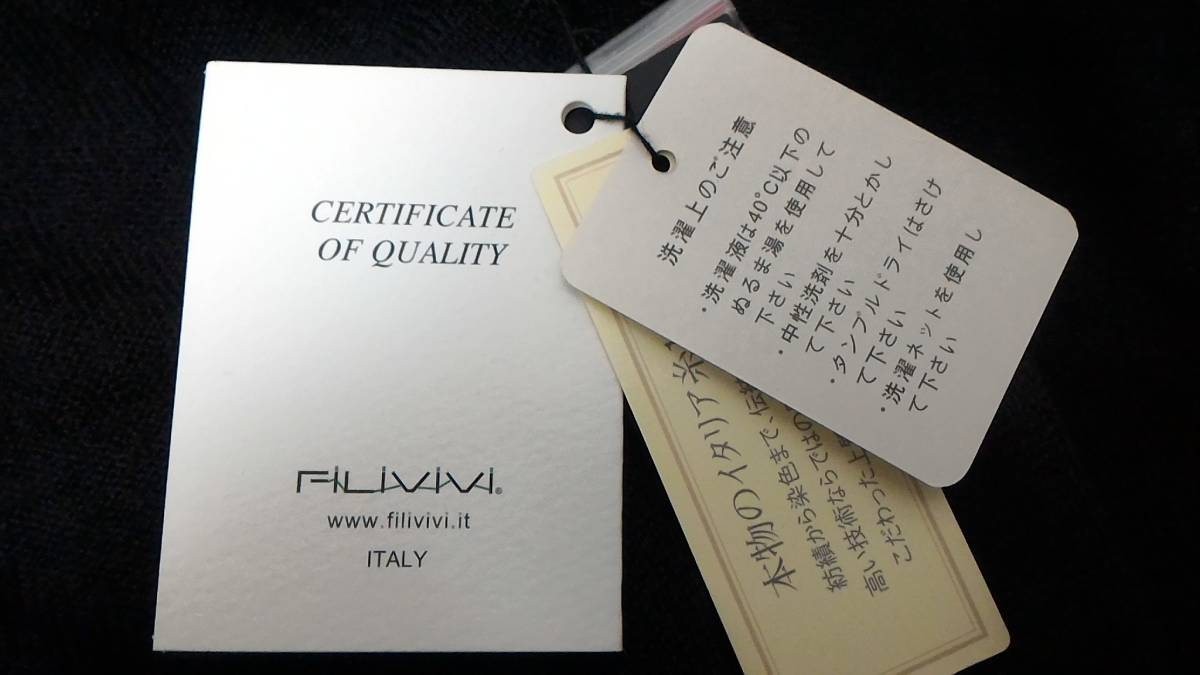 CERTIFICATE
OF QUALITY
FILIVIVI®
www.filivivi.it
ITALY
洗濯上のご注意
・洗濯液は40°C以下の
ぬるま湯を使用して
下さい
・中性洗剤を十分とかし
て下さい
・タンブルドライはさけ
て下さい
・洗濯ネットを使用し
て下さい
本物のイタリア
紡績から染色まで、伝
高い技術ならではの
こだわった上